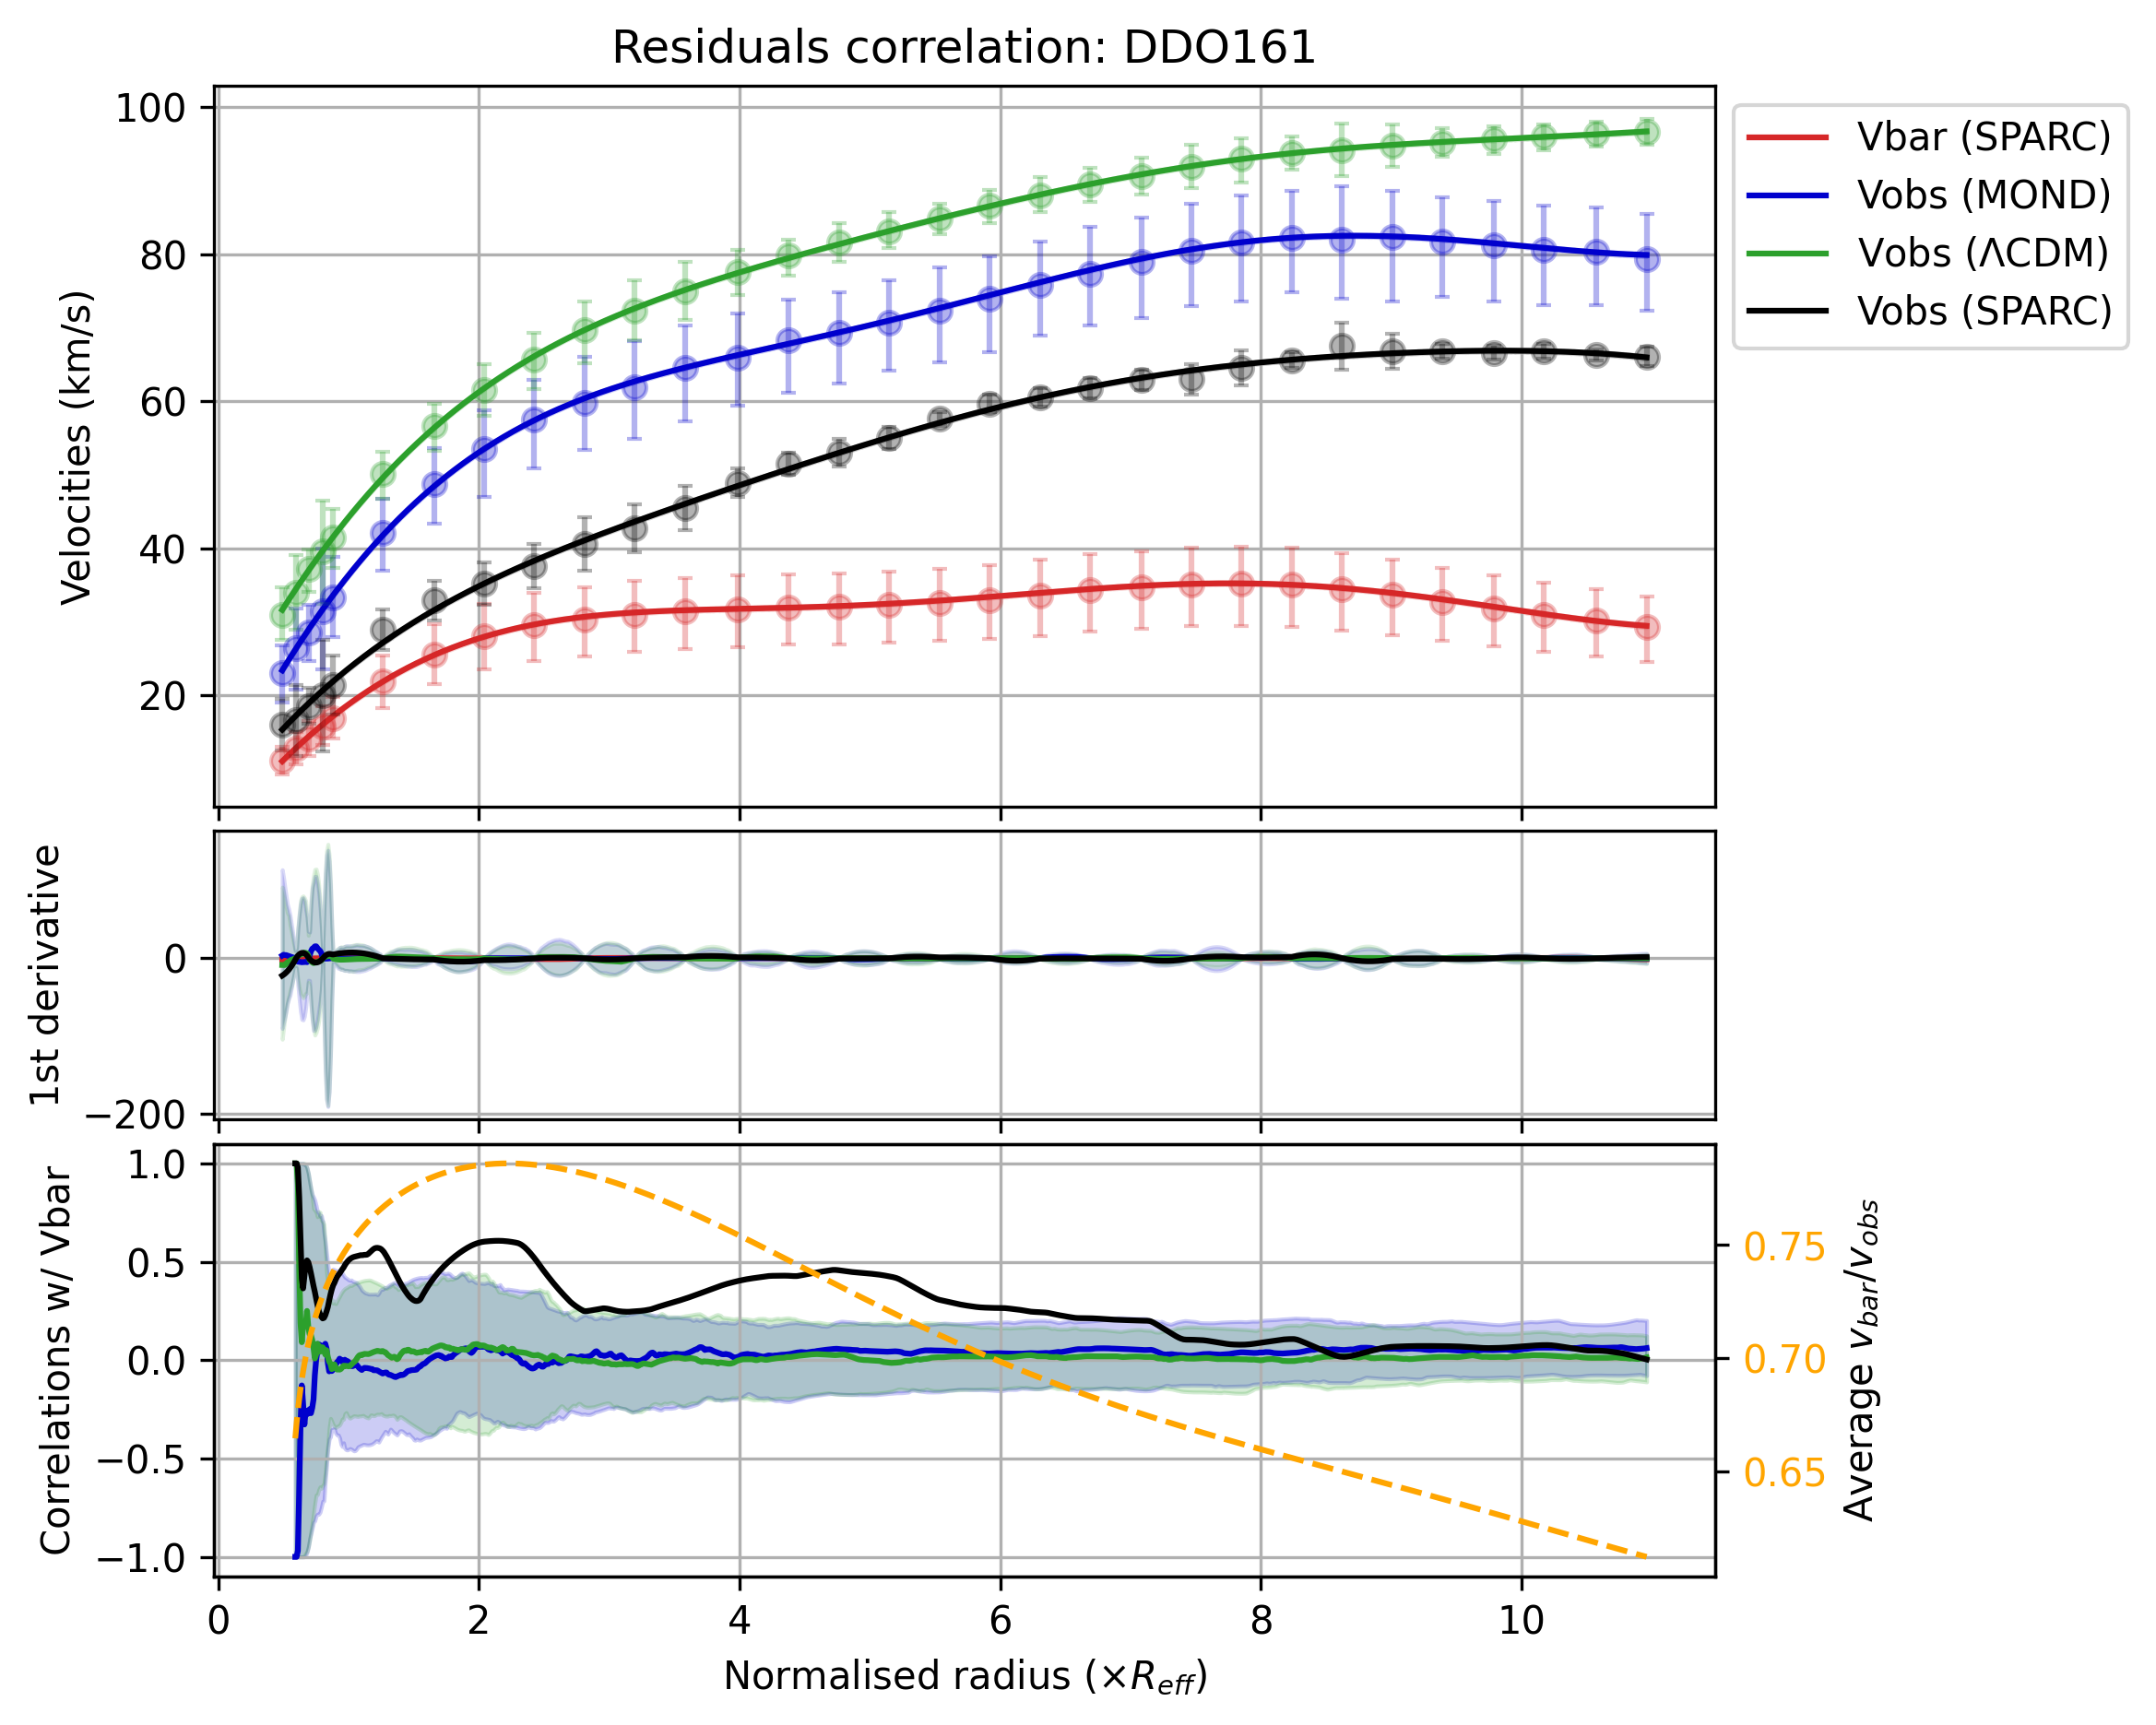 Residuals correlation: DDO161
100
80
60
40
20
Velocities (km/s)
Vbar (SPARC)
Vobs (MOND)
Vobs (ΛCDM)
Vobs (SPARC)
0
−200
1st derivative
1.0
0.5
0.0
−0.5
−1.0
Correlations w/ Vbar
0.75
0.70
0.65
Average v_bar/v_obs
0 2 4 6 8 10
Normalised radius (×R_eff)